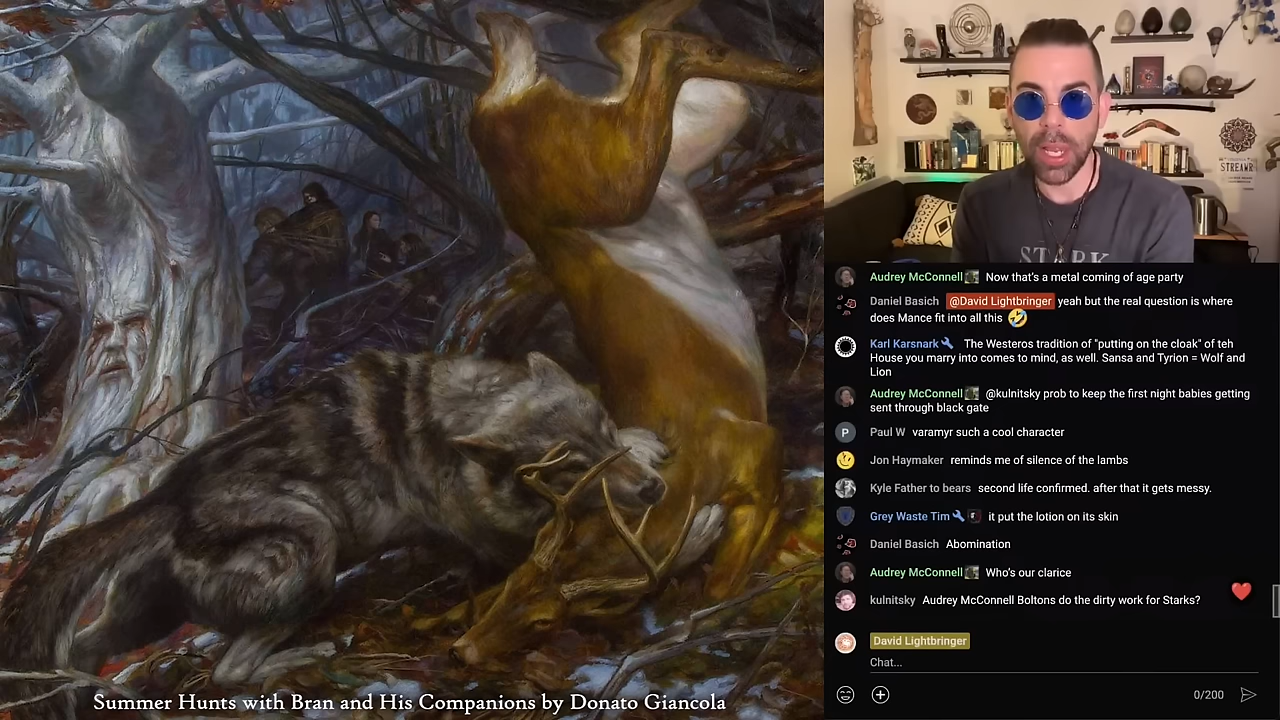 STREAWR
STARK
Audrey McConnell Now that's a metal coming of age party
Daniel Basich @David Lightbringer yeah but the real question is where
does Mance fit into all this 🤣
Karl Karsnark The Westeros tradition of "putting on the cloak" of teh
House you marry into comes to mind, as well. Sansa and Tyrion = Wolf and
Lion
Audrey McConnell @kulnitsky prob to keep the first night babies getting
sent through black gate
P Paul W varamyr such a cool character
Jon Haymaker reminds me of silence of the lambs
Kyle Father to bears second life confirmed. after that it gets messy.
Grey Waste Tim it put the lotion on its skin
Daniel Basich Abomination
Audrey McConnell Who's our clarice
kulnitsky Audrey McConnell Boltons do the dirty work for Starks?
David Lightbringer
Chat...
0/200
Summer Hunts with Bran and His Companions by Donato Giancola